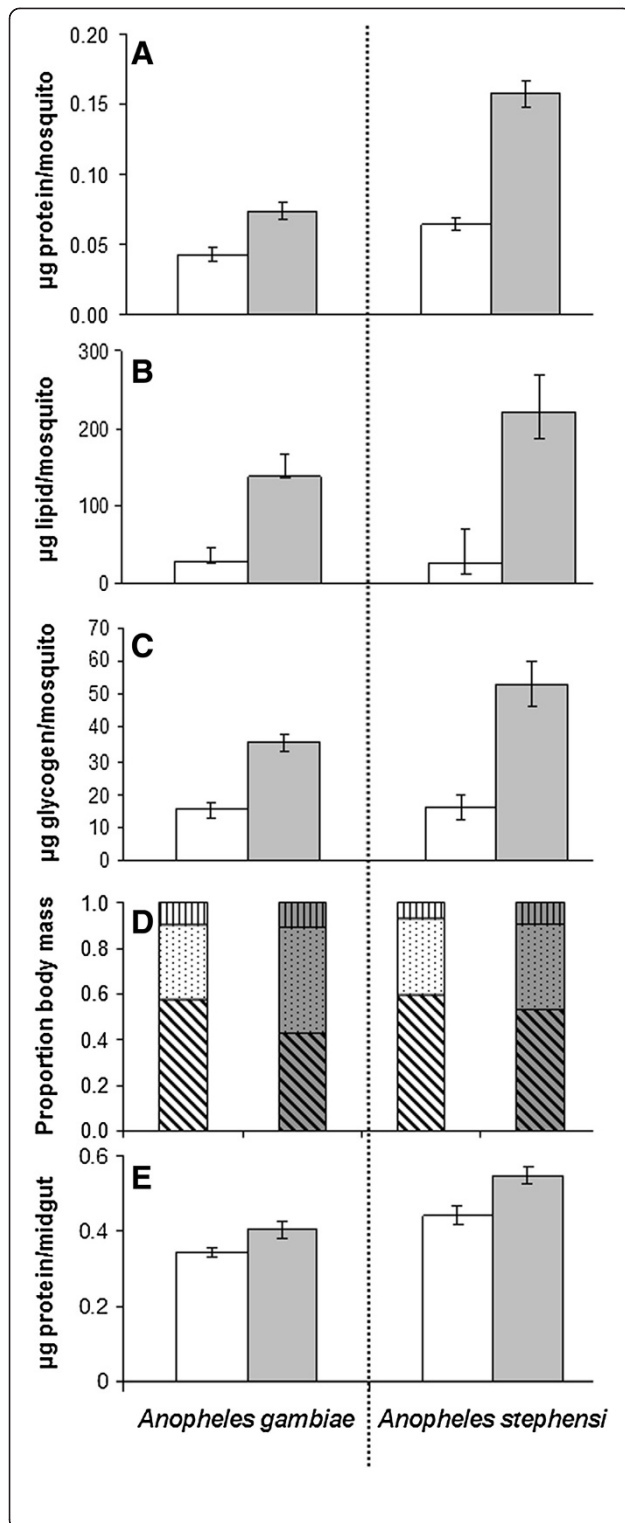 A
µg protein/mosquito
0.20
0.15
0.10
0.05
0.00
B
µg lipid/mosquito
300
200
100
0
C
µg glycogen/mosquito
70
60
50
40
30
20
10
0
D
Proportion body mass
1.0
0.8
0.6
0.4
0.2
0.0
E
µg protein/midgut
0.6
0.4
0.2
0
Anopheles gambiae
Anopheles stephensi